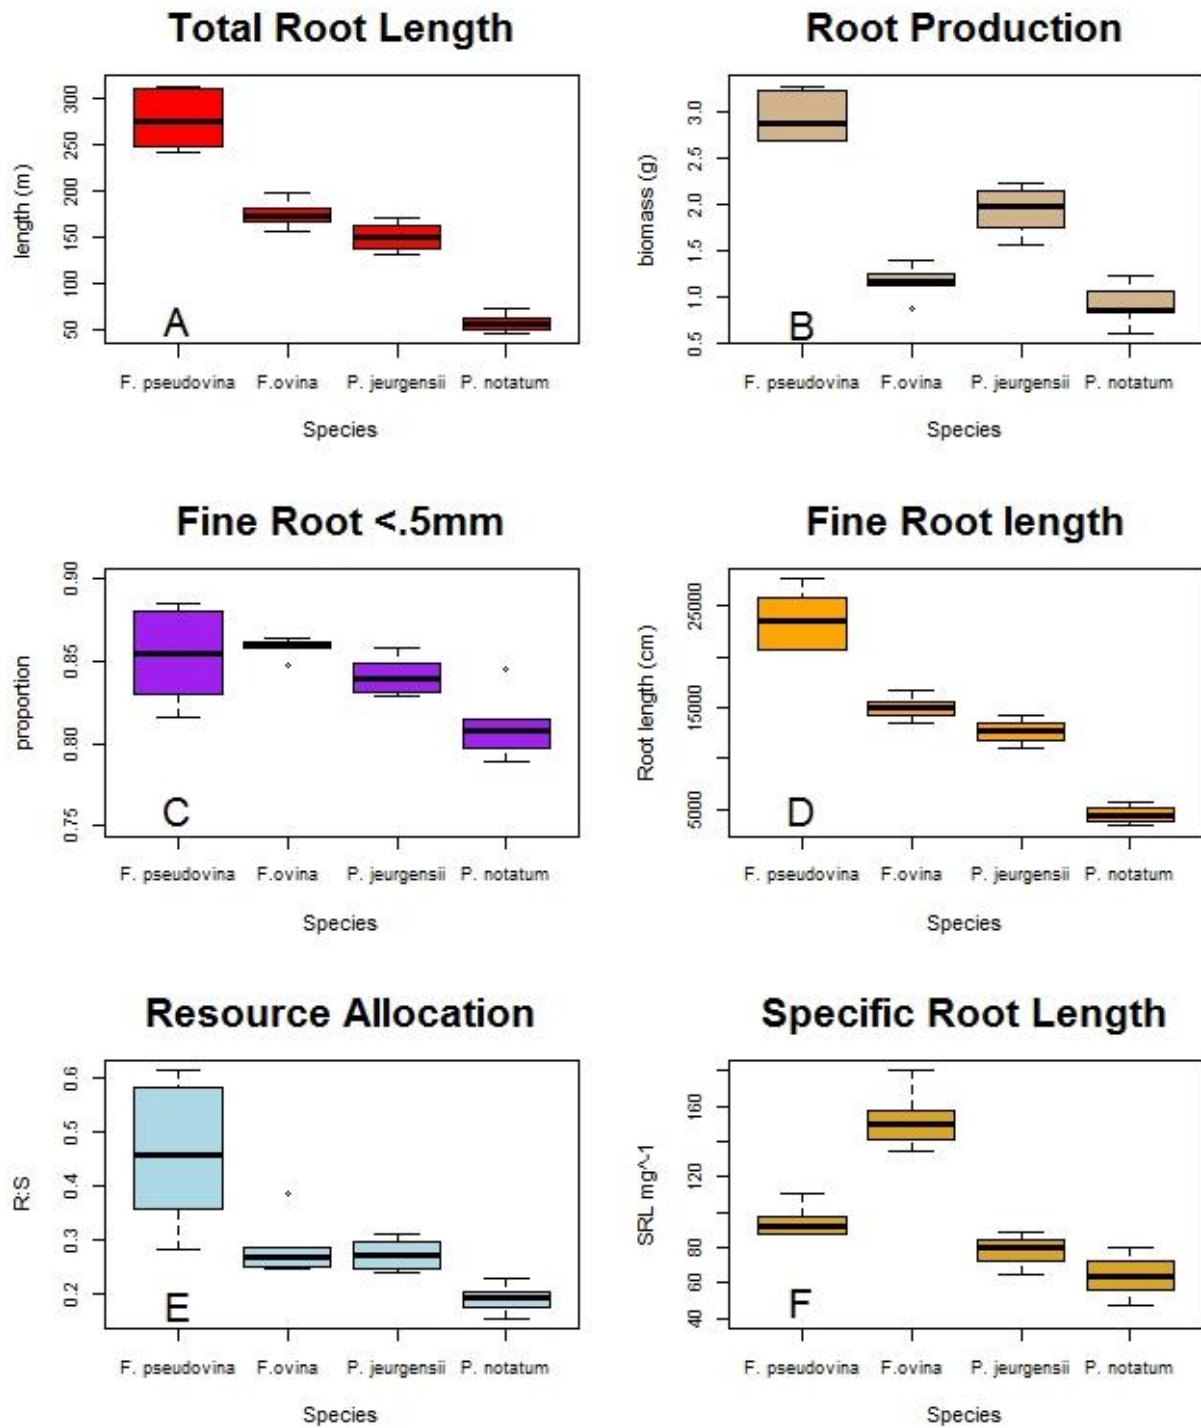 Total Root Length
length (m)
300
250
200
150
100
50
A
F. pseudovina F.ovina P. jeurgensii P. notatum
Species
Root Production
biomass (g)
3.0
2.5
2.0
1.5
1.0
0.5
B
F. pseudovina F.ovina P. jeurgensii P. notatum
Species
Fine Root <.5mm
proportion
0.90
0.85
0.80
0.75
C
F. pseudovina F.ovina P. jeurgensii P. notatum
Species
Fine Root length
Root length (cm)
25000
15000
5000
D
F. pseudovina F.ovina P. jeurgensii P. notatum
Species
Resource Allocation
R:S
0.6
0.5
0.4
0.3
0.2
E
F. pseudovina F.ovina P. jeurgensii P. notatum
Species
Specific Root Length
SRL mg^-1
160
120
80
60
40
F
F. pseudovina F.ovina P. jeurgensii P. notatum
Species